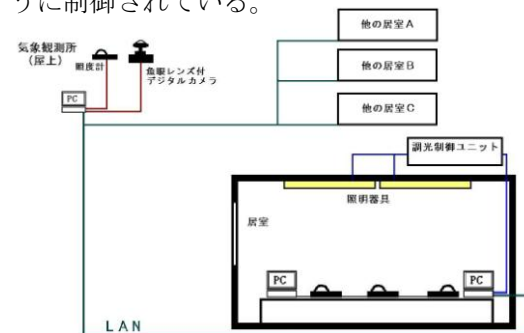 うに制御されている。
気象観測所
(屋上)
照度計
魚眼レンズ付
デジタルカメラ
PC
他の居室A
他の居室B
他の居室C
調光制御ユニット
照明器具
居室
PC
PC
LAN